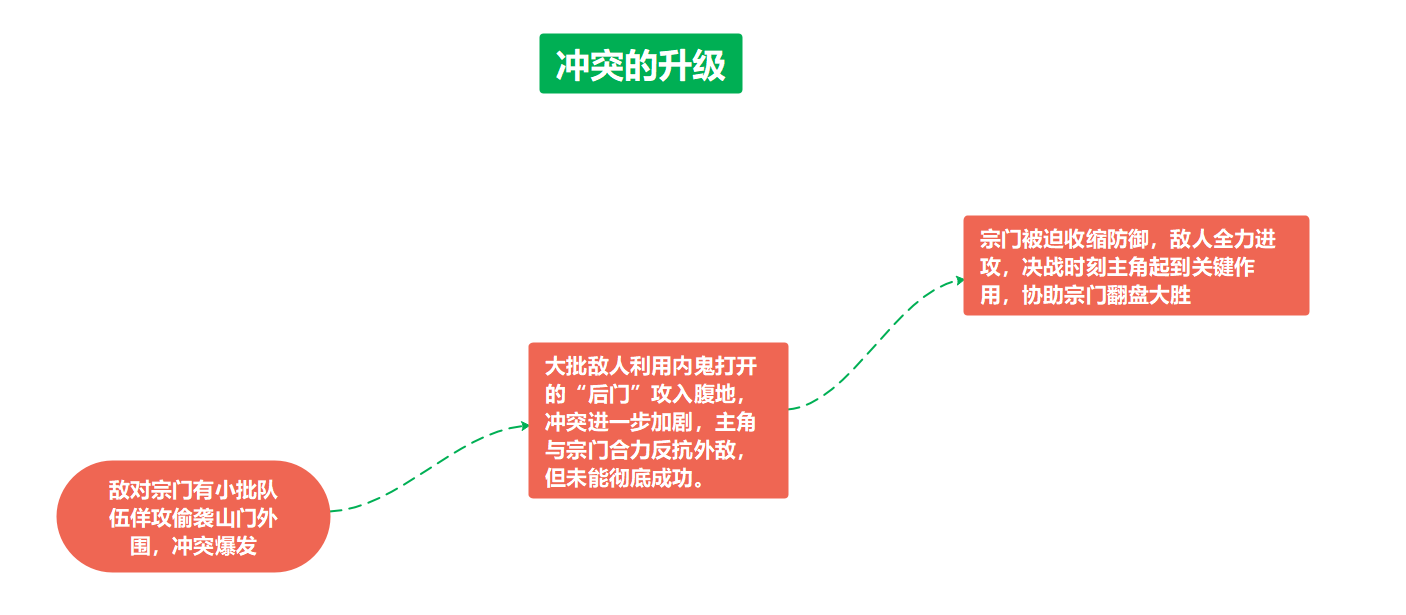 冲突的升级
宗门被迫收缩防御，敌人全力进
攻，决战时刻主角起到关键作
用，协助宗门翻盘大胜
大批敌人利用内鬼打开
的“后门”攻入腹地，
冲突进一步加剧，主角
与宗门合力反抗外敌，
但未能彻底成功。
敌对宗门有小批队
伍佯攻偷袭山门外
围，冲突爆发